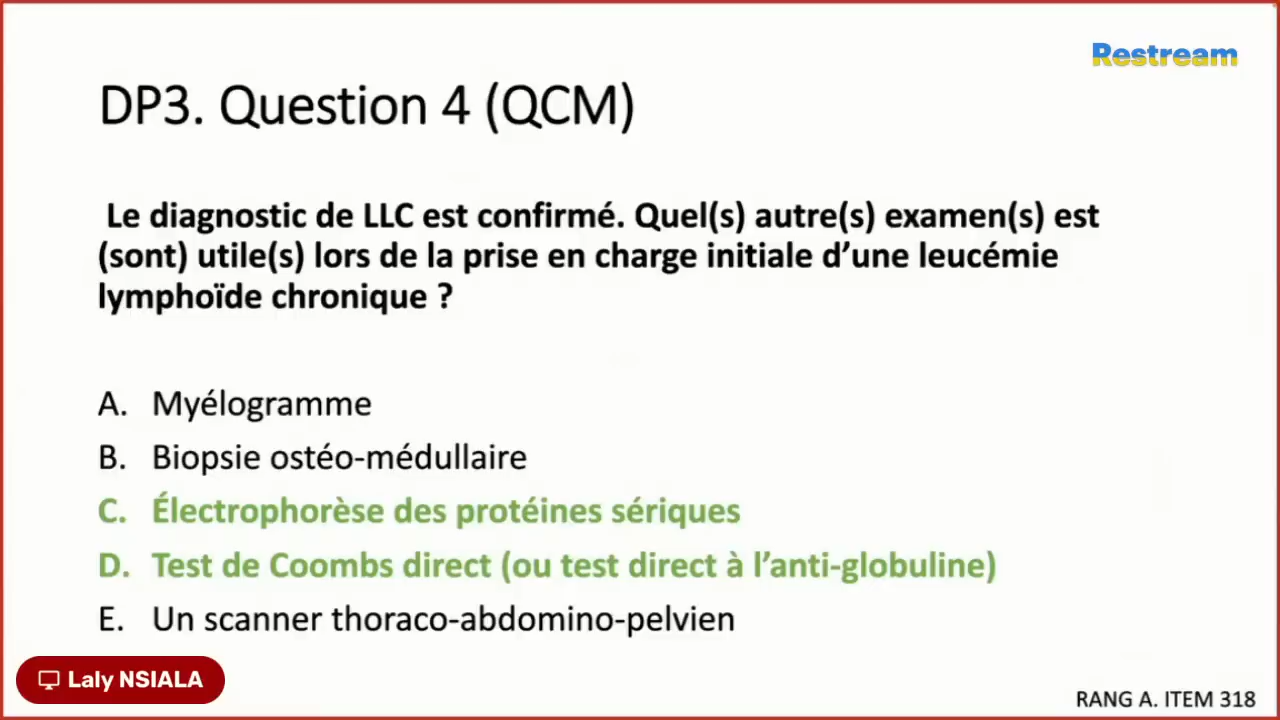 Restream
DP3. Question 4 (QCM)
Le diagnostic de LLC est confirmé. Quel(s) autre(s) examen(s) est
(sont) utile(s) lors de la prise en charge initiale d’une leucémie
lymphoïde chronique ?
A. Myélogramme
B. Biopsie ostéo-médullaire
C. Électrophorèse des protéines sériques
D. Test de Coombs direct (ou test direct à l’anti-globuline)
E. Un scanner thoraco-abdomino-pelvien
Laly NSIALA
RANG A. ITEM 318